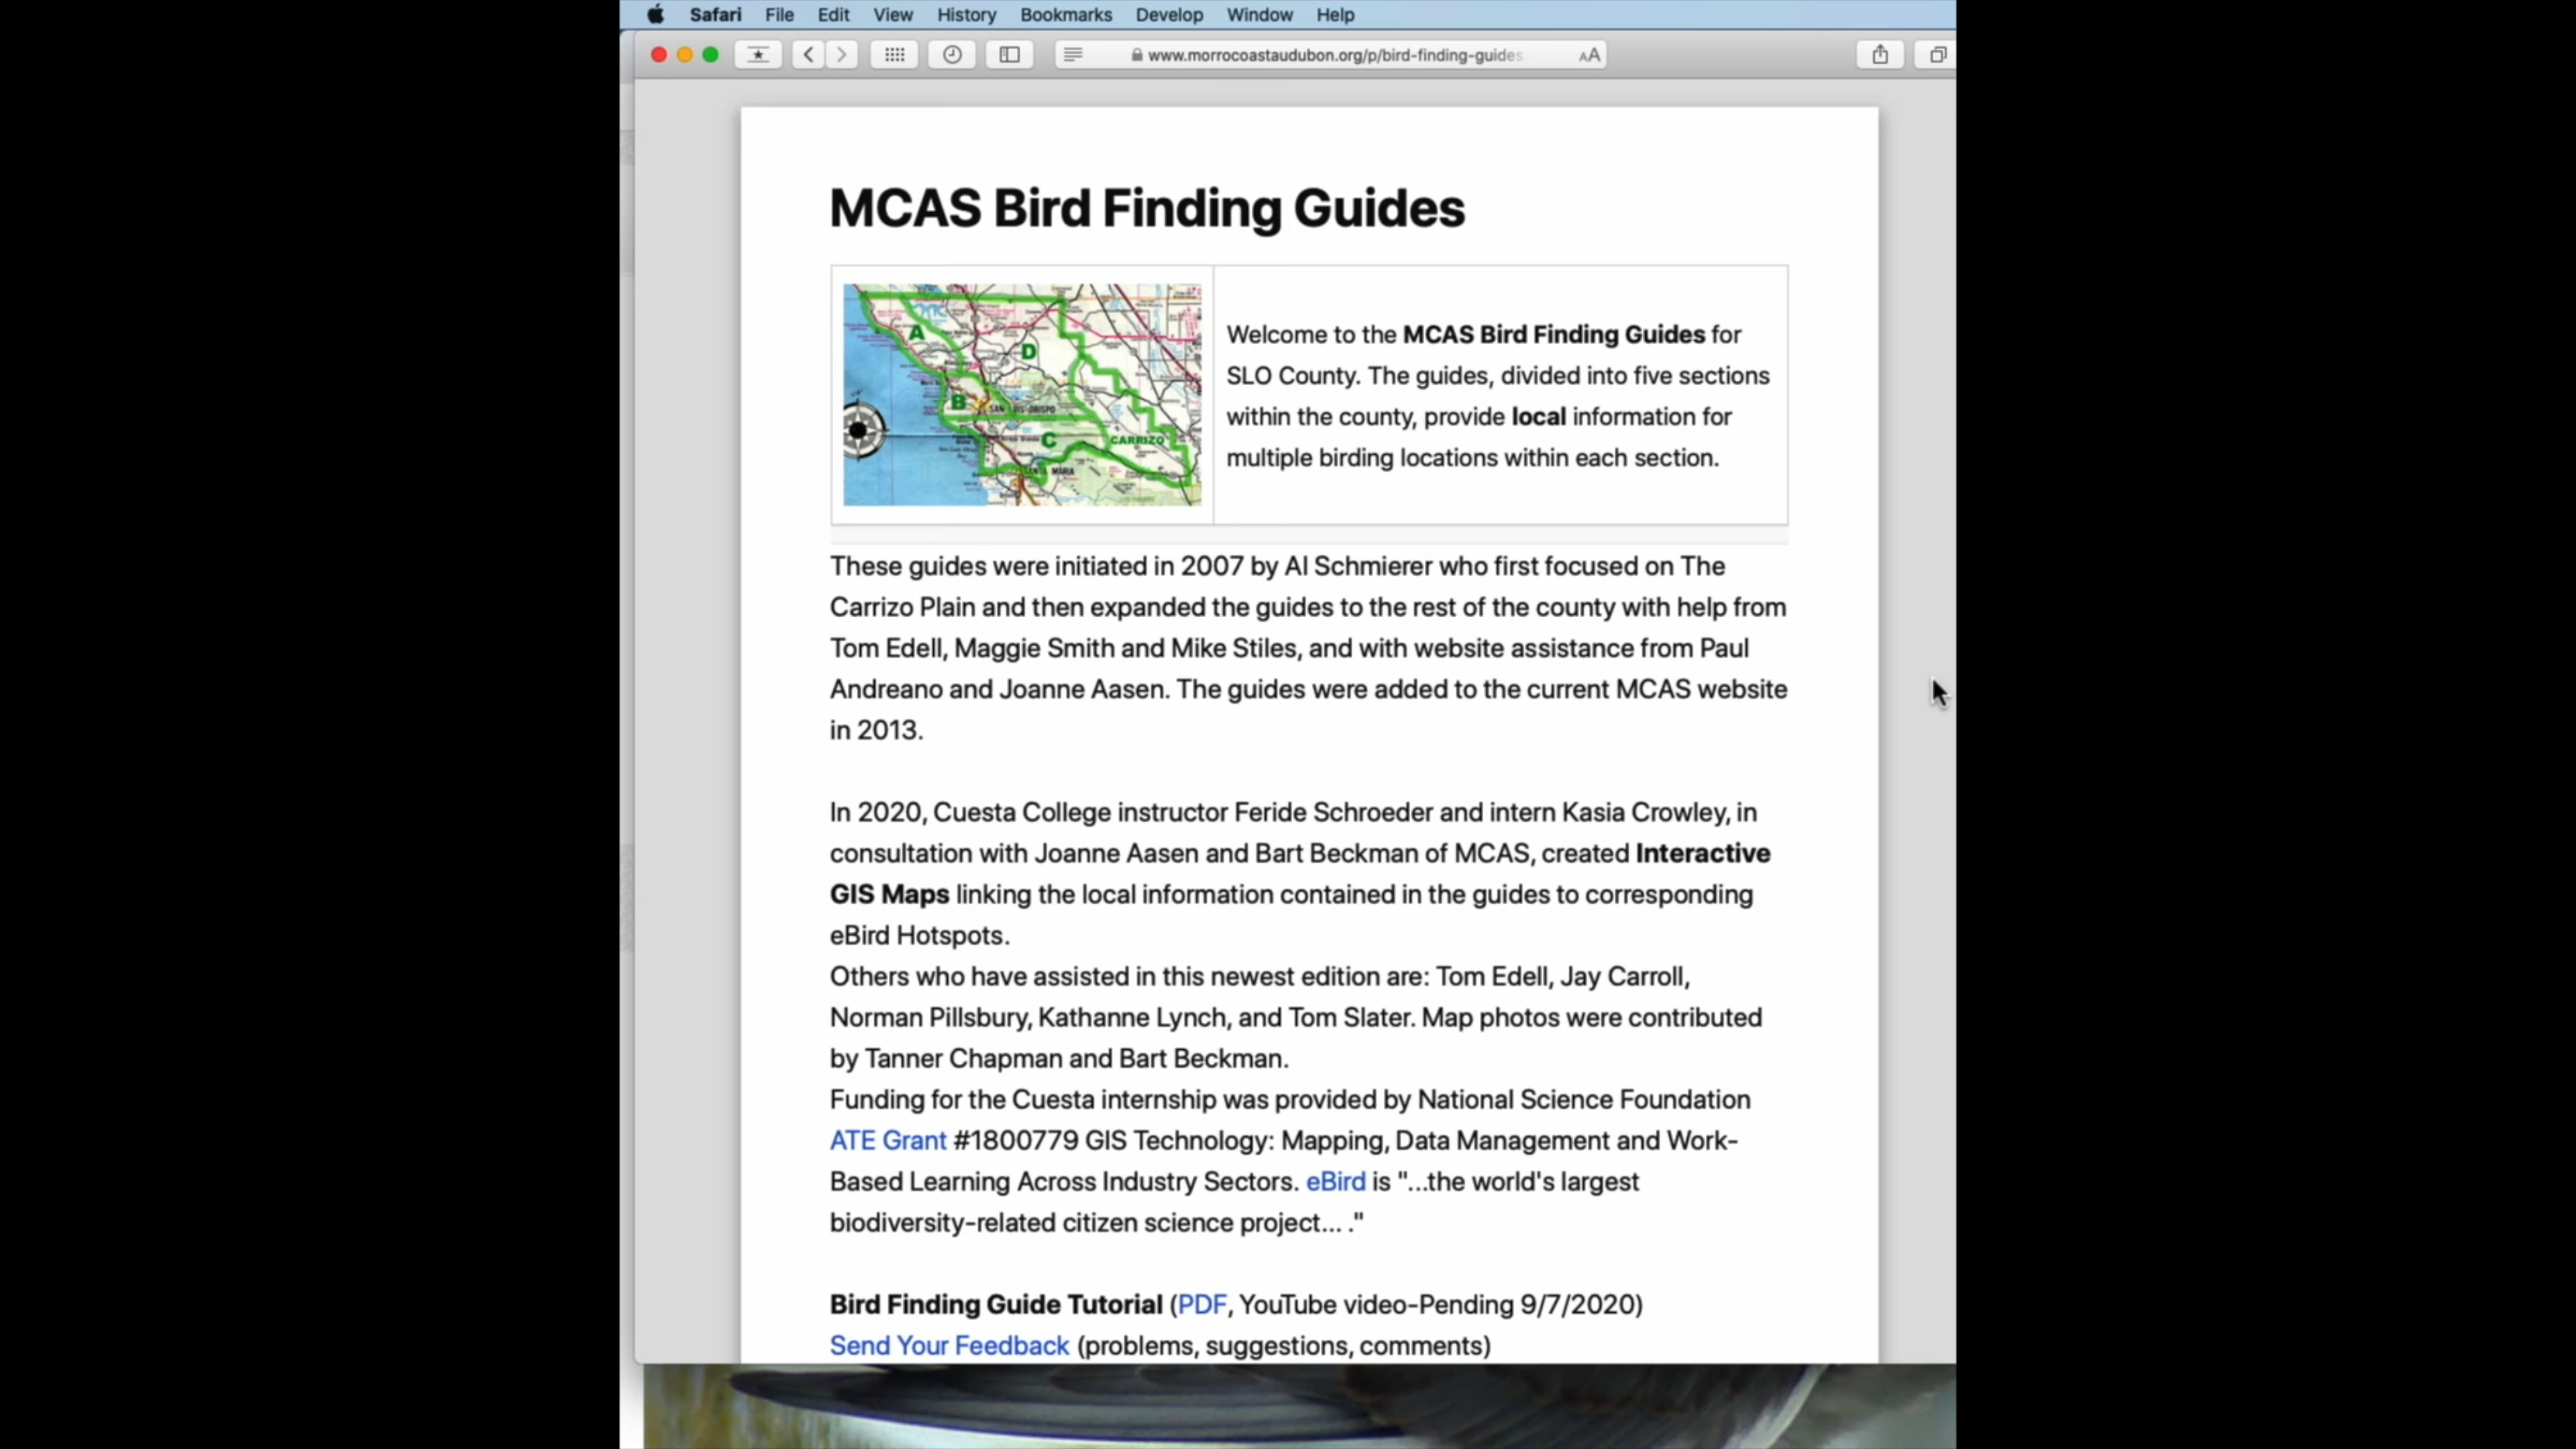 Safari File Edit View History Bookmarks Develop Window Help
www.morrocoastaudubon.org/p/bird-finding-guides
AA
MCAS Bird Finding Guides
A
D
B
SAN LUIS OBISPO
C
CARRIZO
SANTA MARIA
Welcome to the MCAS Bird Finding Guides for
SLO County. The guides, divided into five sections
within the county, provide local information for
multiple birding locations within each section.
These guides were initiated in 2007 by Al Schmierer who first focused on The
Carrizo Plain and then expanded the guides to the rest of the county with help from
Tom Edell, Maggie Smith and Mike Stiles, and with website assistance from Paul
Andreano and Joanne Aasen. The guides were added to the current MCAS website
in 2013.
In 2020, Cuesta College instructor Feride Schroeder and intern Kasia Crowley, in
consultation with Joanne Aasen and Bart Beckman of MCAS, created Interactive
GIS Maps linking the local information contained in the guides to corresponding
eBird Hotspots.
Others who have assisted in this newest edition are: Tom Edell, Jay Carroll,
Norman Pillsbury, Kathanne Lynch, and Tom Slater. Map photos were contributed
by Tanner Chapman and Bart Beckman.
Funding for the Cuesta internship was provided by National Science Foundation
ATE Grant #1800779 GIS Technology: Mapping, Data Management and Work-
Based Learning Across Industry Sectors. eBird is "...the world's largest
biodiversity-related citizen science project... ."
Bird Finding Guide Tutorial (PDF, YouTube video-Pending 9/7/2020)
Send Your Feedback (problems, suggestions, comments)